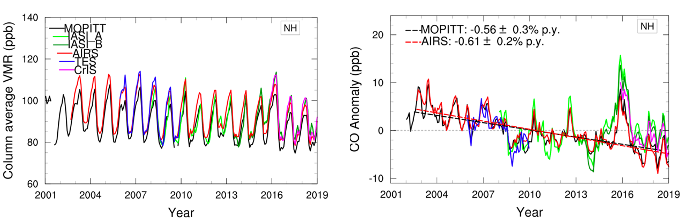 140
120
100
80
60
Column average VMR (ppb)
MOPITT
IASI_A
IASI_B
AIRS
TES
CrIS
NH
2001 2004 2007 2010 2013 2016 2019
Year
20
10
0
-10
CO Anomaly (ppb)
MOPITT: -0.56 ± 0.3% p.y.
AIRS: -0.61 ± 0.2% p.y.
NH
2001 2004 2007 2010 2013 2016 2019
Year